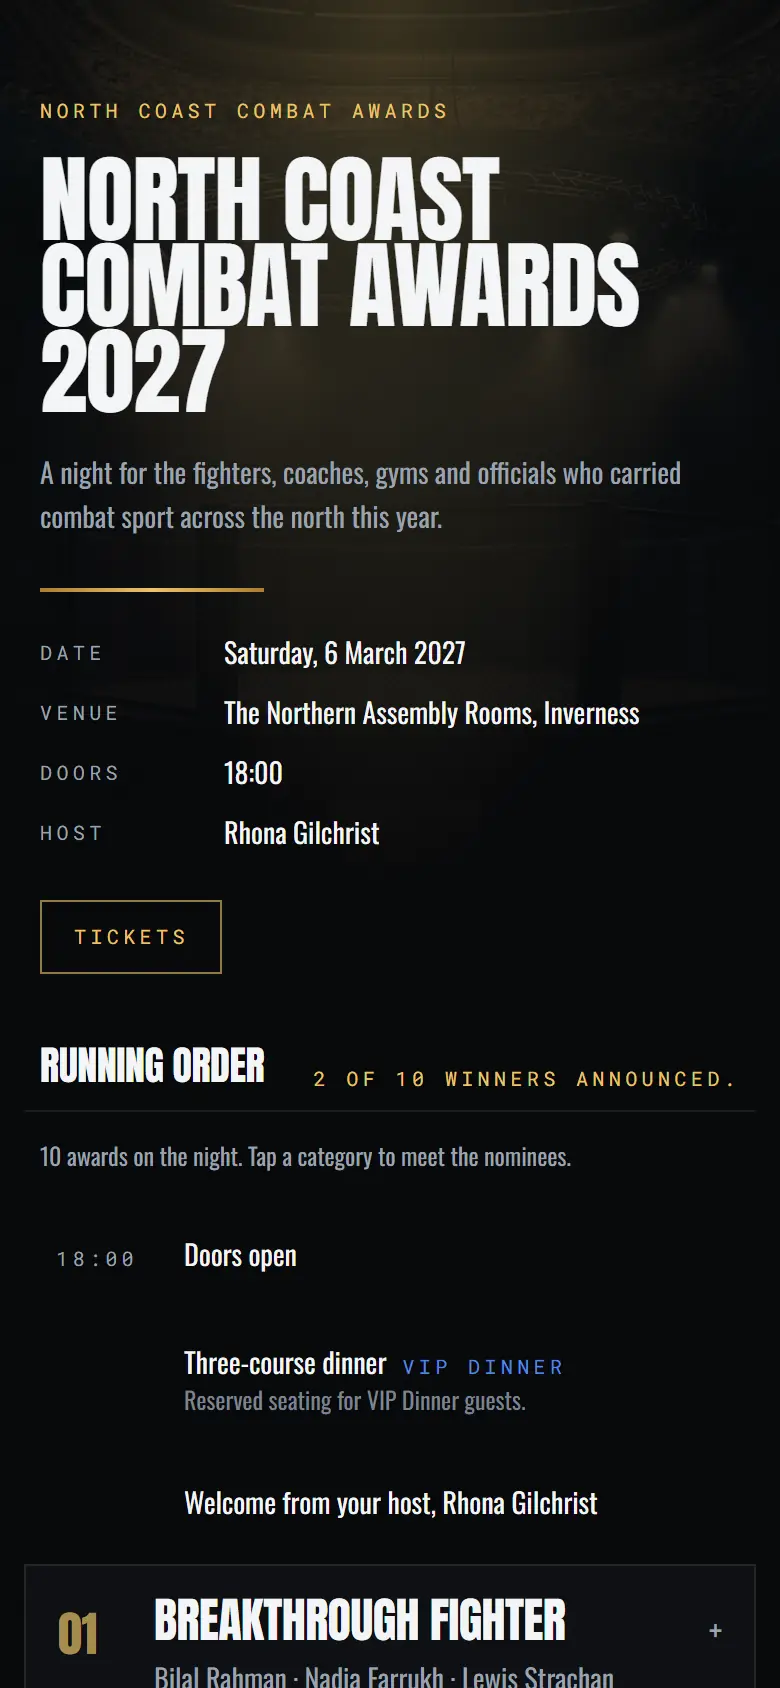 NORTH COAST COMBAT AWARDS
NORTH COAST
COMBAT AWARDS
2027
A night for the fighters, coaches, gyms and officials who carried
combat sport across the north this year.
DATE Saturday, 6 March 2027
VENUE The Northern Assembly Rooms, Inverness
DOORS 18:00
HOST Rhona Gilchrist
TICKETS
RUNNING ORDER 2 OF 10 WINNERS ANNOUNCED.
10 awards on the night. Tap a category to meet the nominees.
18:00 Doors open
Three-course dinner VIP DINNER
Reserved seating for VIP Dinner guests.
Welcome from your host, Rhona Gilchrist
01 BREAKTHROUGH FIGHTER +
Bilal Rahman · Nadia Farrukh · Lewis Strachan